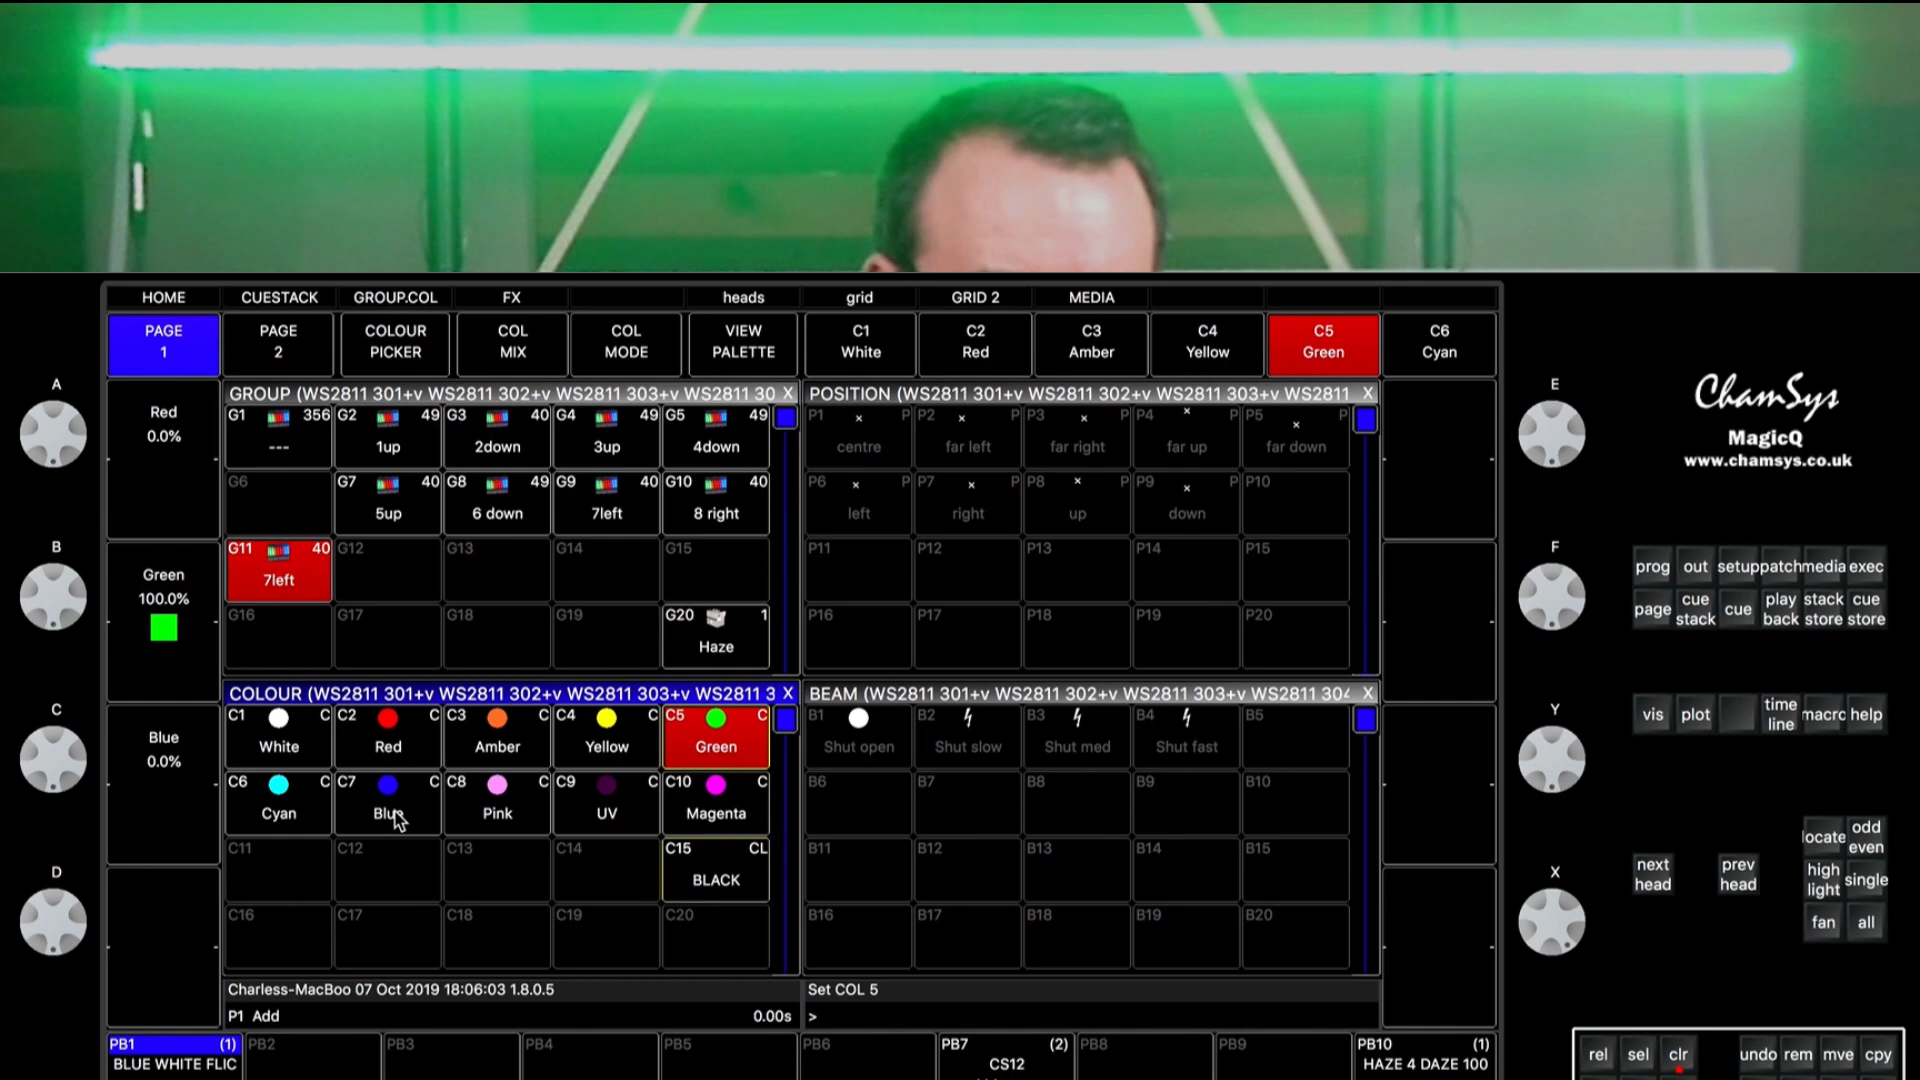 HOME CUESTACK GROUP.COL FX heads grid GRID 2 MEDIA
PAGE 1
PAGE 2
COLOUR PICKER
COL MIX
COL MODE
VIEW PALETTE
C1 White
C2 Red
C3 Amber
C4 Yellow
C5 Green
C6 Cyan
A
B
C
D
Red
0.0%
Green
100.0%
Blue
0.0%
GROUP (WS2811 301+v WS2811 302+v WS2811 303+v WS2811 30 X
G1 356 ---
G2 49 1up
G3 40 2down
G4 49 3up
G5 49 4down
G6
G7 40 5up
G8 49 6 down
G9 40 7left
G10 40 8 right
G11 40 7left
G12 G13 G14 G15
G16 G17 G18 G19
G20 1 Haze
POSITION (WS2811 301+v WS2811 302+v WS2811 303+v WS2811 X
P1 P centre
P2 P far left
P3 P far right
P4 P far up
P5 P far down
P6 P left
P7 P right
P8 P up
P9 P down
P10
P11 P12 P13 P14 P15
P16 P17 P18 P19 P20
COLOUR (WS2811 301+v WS2811 302+v WS2811 303+v WS2811 3 X
C1 C White
C2 C Red
C3 C Amber
C4 C Yellow
C5 C Green
C6 C Cyan
C7 C Blue
C8 C Pink
C9 C UV
C10 C Magenta
C11 C12 C13 C14
C15 CL BLACK
C16 C17 C18 C19 C20
BEAM (WS2811 301+v WS2811 302+v WS2811 303+v WS2811 304 X
B1 Shut open
B2 Shut slow
B3 Shut med
B4 Shut fast
B5
B6 B7 B8 B9 B10
B11 B12 B13 B14 B15
B16 B17 B18 B19 B20
Charless-MacBoo 07 Oct 2019 18:06:03 1.8.0.5
Set COL 5
P1 Add 0.00s
>
PB1 (1)
BLUE WHITE FLIC
PB2 PB3 PB4 PB5 PB6
PB7 (2)
CS12
PB8 PB9
PB10 (1)
HAZE 4 DAZE 100
E
F
Y
X
ChamSys
MagicQ
www.chamsys.co.uk
prog out setup patch media exec
page cue stack cue play back stack store cue store
vis plot time line macro help
next head
prev head
locate odd even
high light single
fan all
rel sel clr undo rem mve cpy